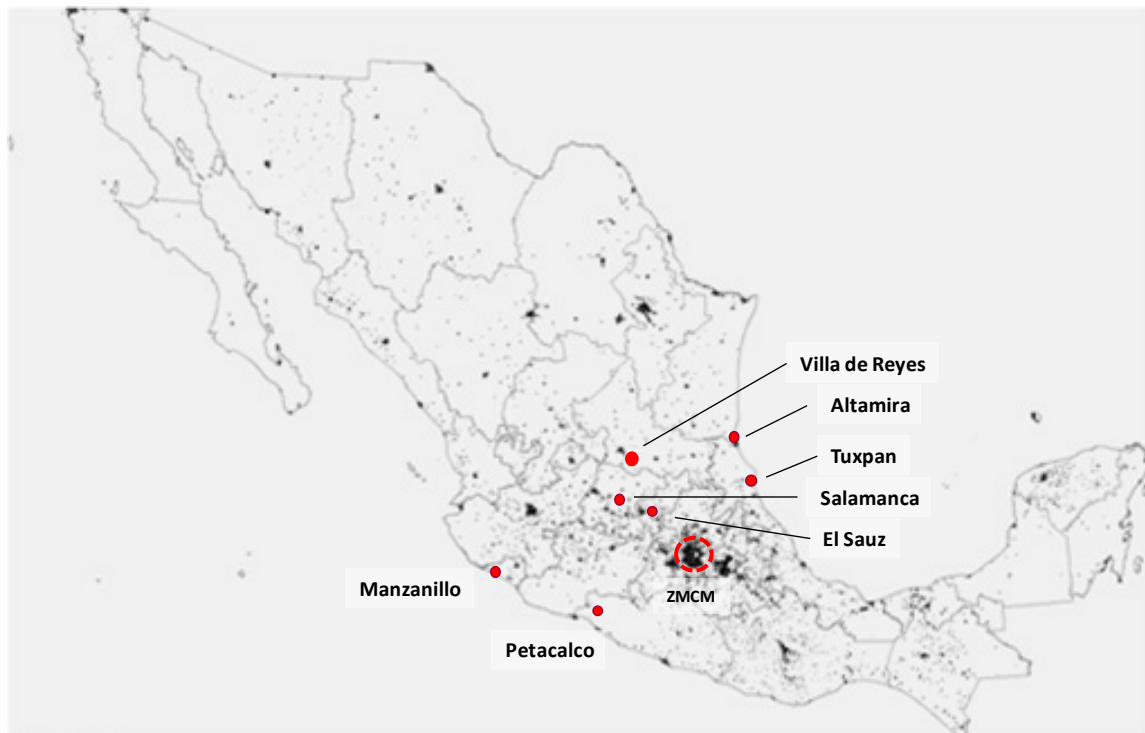 Villa de Reyes
Altamira
Tuxpan
Salamanca
El Sauz
Manzanillo
ZMCM
Petacalco